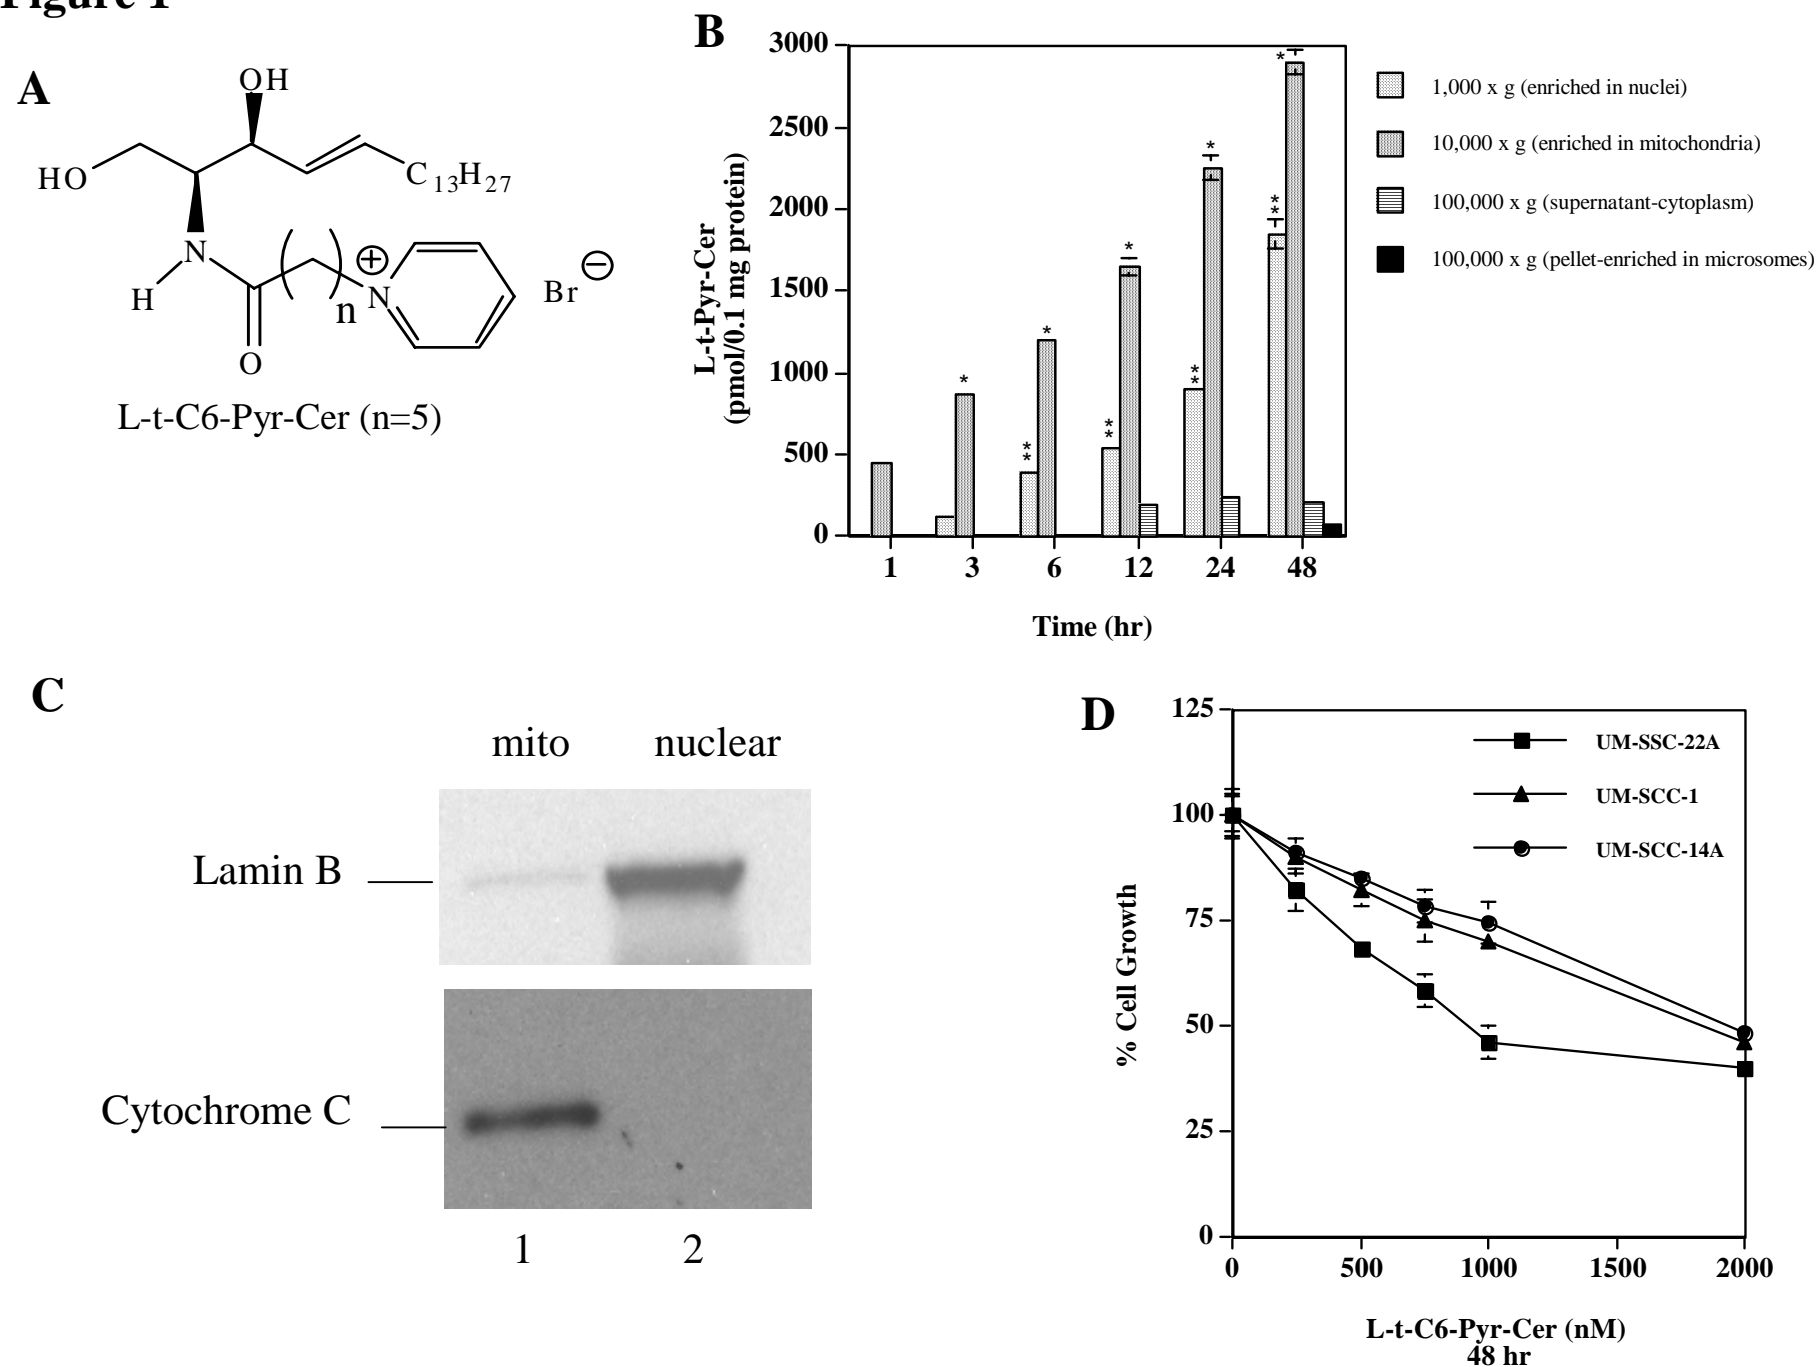 Figure 1
A
OH
HO
C13H27
N
H
O
n
N
⊕
Br ⊖
L-t-C6-Pyr-Cer (n=5)
B
L-t-Pyr-Cer
(pmol/0.1 mg protein)
3000
2500
2000
1500
1000
500
0
*
*
**
*
**
*
**
*
**
*
1 3 6 12 24 48
Time (hr)
1,000 x g (enriched in nuclei)
10,000 x g (enriched in mitochondria)
100,000 x g (supernatant-cytoplasm)
100,000 x g (pellet-enriched in microsomes)
C
mito nuclear
Lamin B
Cytochrome C
1 2
D
% Cell Growth
125
100
75
50
25
0
UM-SSC-22A
UM-SCC-1
UM-SCC-14A
0 500 1000 1500 2000
L-t-C6-Pyr-Cer (nM)
48 hr